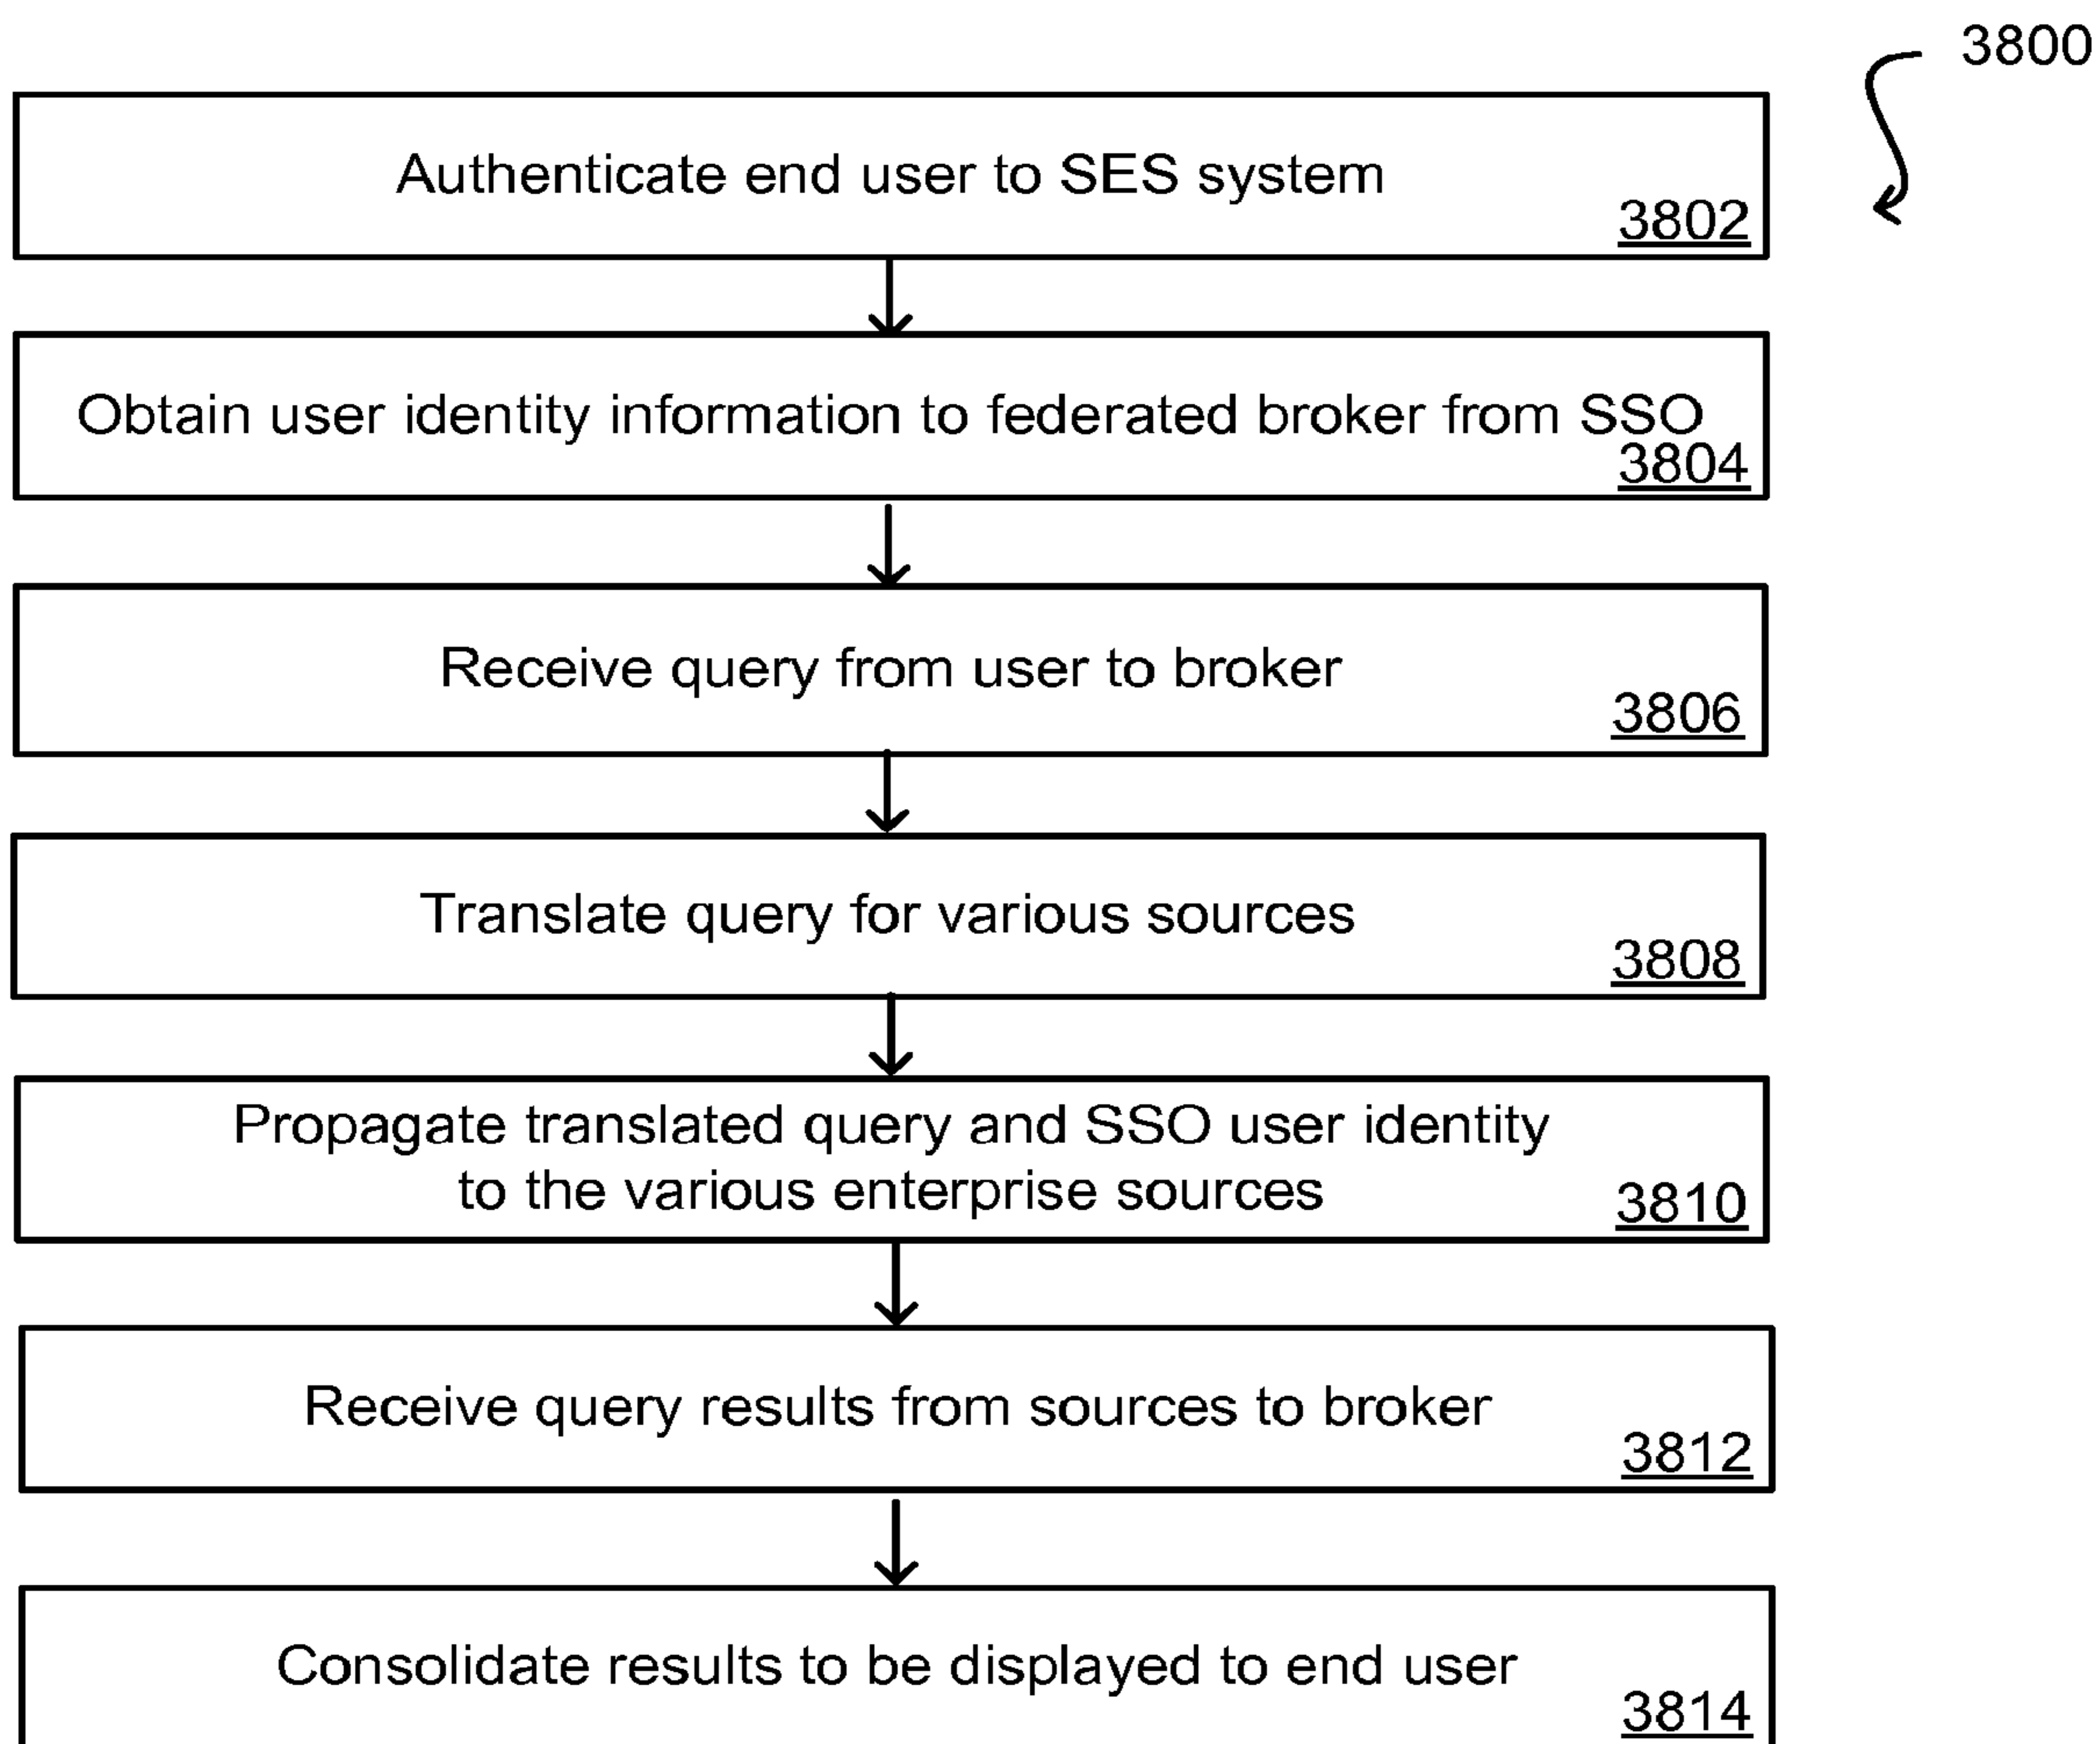 3800
Authenticate end user to SES system
3802
Obtain user identity information to federated broker from SSO
3804
Receive query from user to broker
3806
Translate query for various sources
3808
Propagate translated query and SSO user identity
to the various enterprise sources
3810
Receive query results from sources to broker
3812
Consolidate results to be displayed to end user
3814